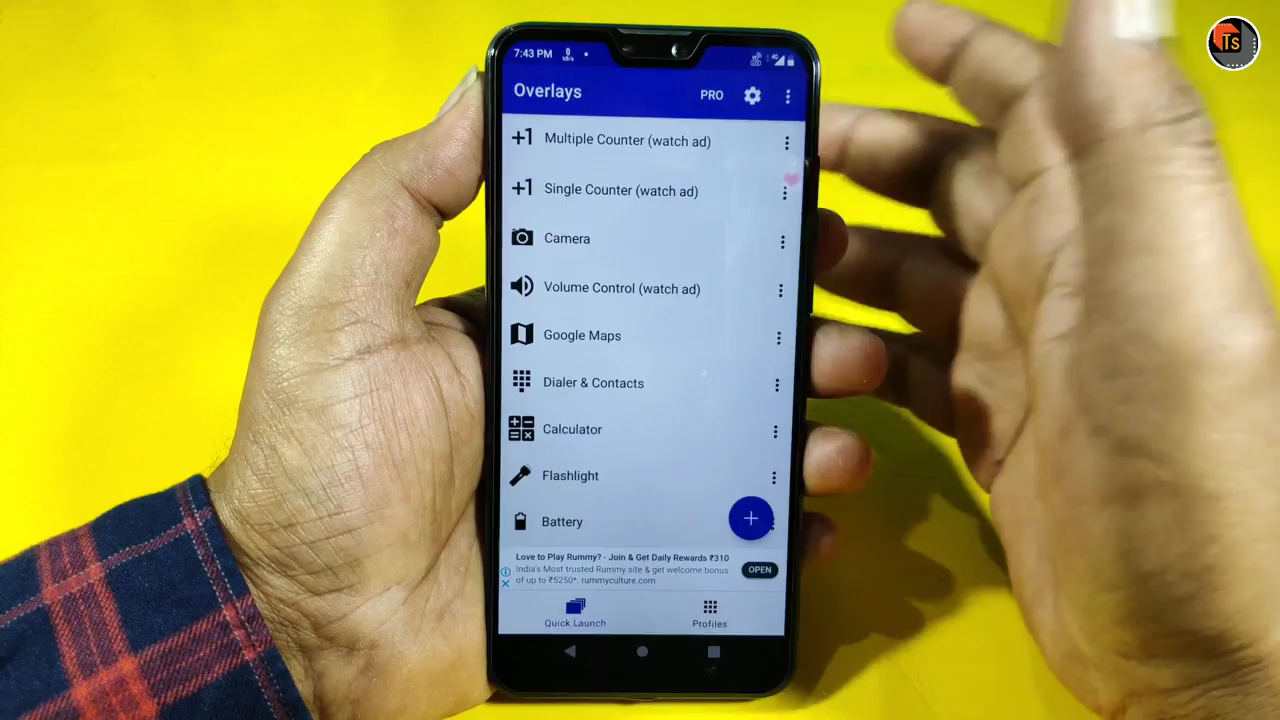 Ts
7:43 PM
Overlays
PRO
+1 Multiple Counter (watch ad)
+1 Single Counter (watch ad)
Camera
Volume Control (watch ad)
Google Maps
Dialer & Contacts
Calculator
Flashlight
Battery
Love to Play Rummy? - Join & Get Daily Rewards ₹310
India's Most trusted Rummy site & get welcome bonus
of up to ₹5250*. rummyculture.com
OPEN
Quick Launch
Profiles